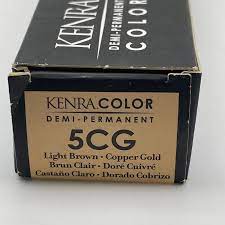 KENRA
DEMI-PERMANENT
COLOR
KENRA.COLOR
DEMI-PERMANENT
5CG
Light Brown • Copper Gold
Brun Clair • Doré Cuivré
Castaño Claro • Dorado Cobrizo